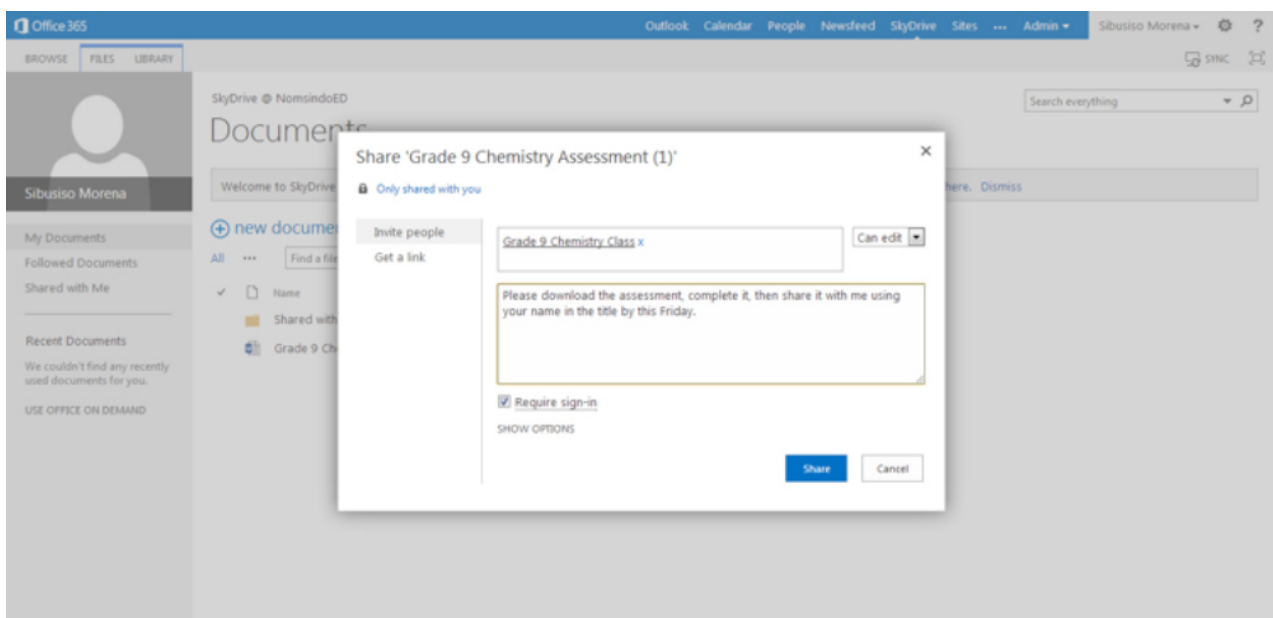 Office 365
Outlook Calendar People Newsfeed SkyDrive Sites ... Admin Sibusiso Morena ?
BROWSE FILES LIBRARY
SYNC
SkyDrive @ NomsindoED
Search everything
Documents
Share 'Grade 9 Chemistry Assessment (1)'
Only shared with you
Sibusiso Morena
Welcome to SkyDrive
here. Dismiss
My Documents
Followed Documents
Shared with Me
Recent Documents
We couldn't find any recently
used documents for you.
USE OFFICE ON DEMAND
new docume
All ... Find a file
Name
Shared with
Grade 9 Ch
Invite people
Get a link
Grade 9 Chemistry Class x
Can edit
Please download the assessment, complete it, then share it with me using
your name in the title by this Friday.
Require sign-in
SHOW OPTIONS
Share Cancel